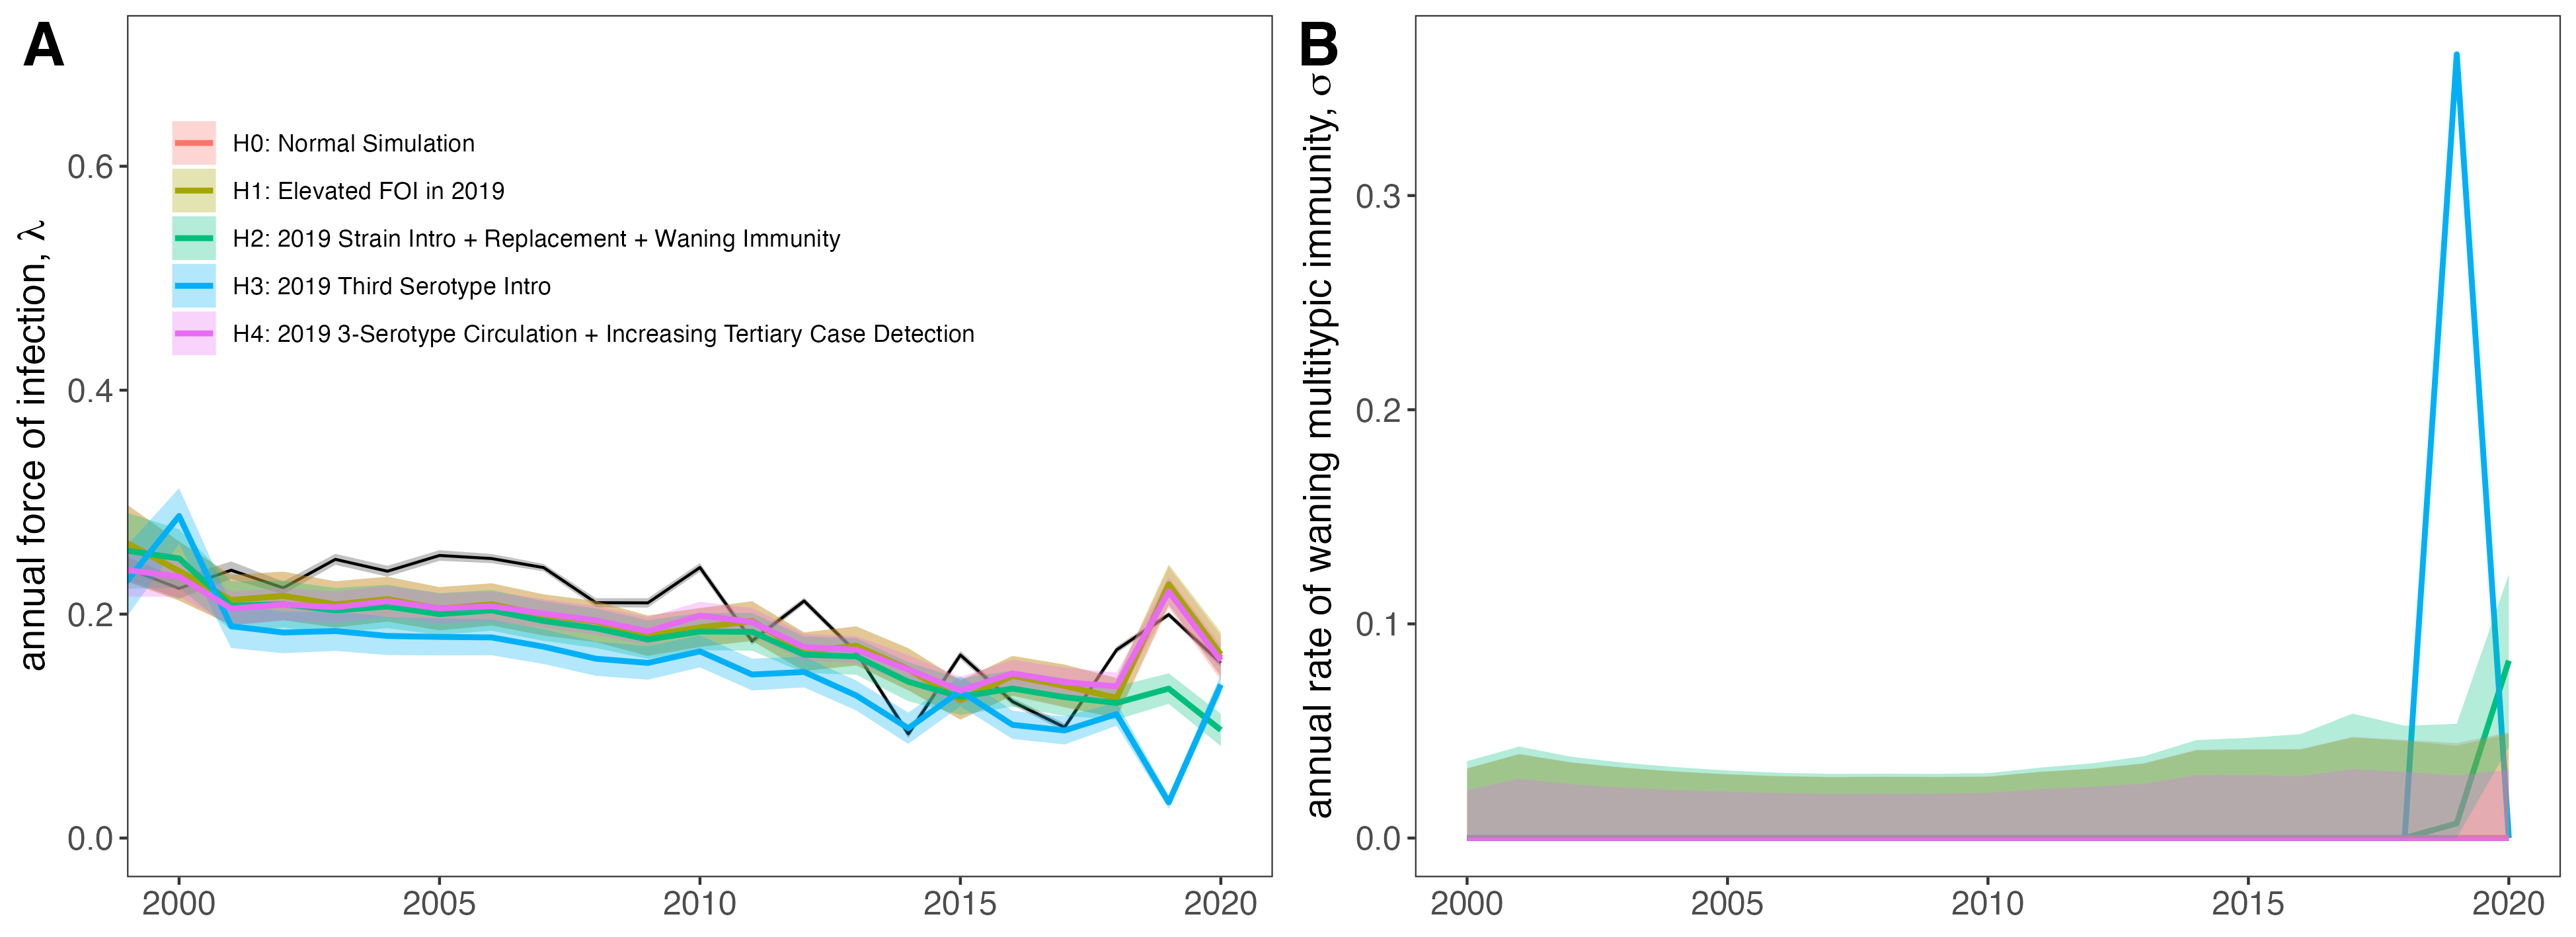 A
annual force of infection, λ
0.6
0.4
0.2
0.0
H0: Normal Simulation
H1: Elevated FOI in 2019
H2: 2019 Strain Intro + Replacement + Waning Immunity
H3: 2019 Third Serotype Intro
H4: 2019 3-Serotype Circulation + Increasing Tertiary Case Detection
2000 2005 2010 2015 2020
B
annual rate of waning multitypic immunity, σ
0.3
0.2
0.1
0.0
2000 2005 2010 2015 2020